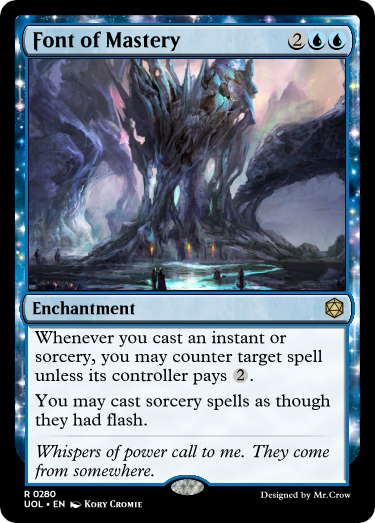 Font of Mastery 2
Enchantment
Whenever you cast an instant or
sorcery, you may counter target spell
unless its controller pays 2.
You may cast sorcery spells as though
they had flash.
Whispers of power call to me. They come
from somewhere.
R 0280
UOL • EN Kory Cromie
Designed by Mr.Crow